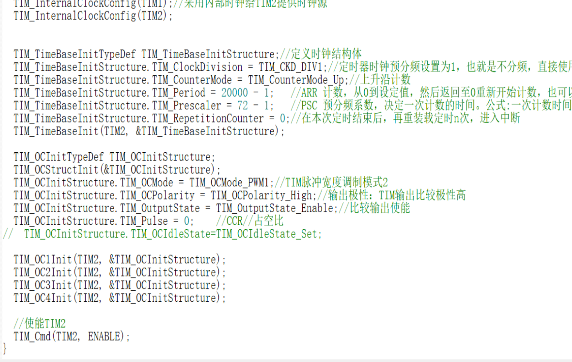 TIM_InternalClockConfig(TIM1);//采用内部时钟给TIM2提供时钟源
TIM_InternalClockConfig(TIM2);
TIM_TimeBaseInitTypeDef TIM_TimeBaseInitStructure;//定义时钟结构体
TIM_TimeBaseInitStructure.TIM_ClockDivision = TIM_CKD_DIV1;//定时器时钟预分频设置为1，也就是不分频，直接使用
TIM_TimeBaseInitStructure.TIM_CounterMode = TIM_CounterMode_Up;//上升沿计数
TIM_TimeBaseInitStructure.TIM_Period = 20000 - 1;   //ARR 计数，从0到设定值，然后返回至0重新开始计数，也可以
TIM_TimeBaseInitStructure.TIM_Prescaler = 72 - 1;   //PSC 预分频系数，决定一次计数的时间。公式:一次计数时间
TIM_TimeBaseInitStructure.TIM_RepetitionCounter = 0;//在本次定时结束后，再重装载定时n次，进入中断
TIM_TimeBaseInit(TIM2, &TIM_TimeBaseInitStructure);
TIM_OCInitTypeDef TIM_OCInitStructure;
TIM_OCStructInit(&TIM_OCInitStructure);
TIM_OCInitStructure.TIM_OCMode = TIM_OCMode_PWM1;//TIM脉冲宽度调制模式2
TIM_OCInitStructure.TIM_OCPolarity = TIM_OCPolarity_High;//输出极性：TIM输出比较极性高
TIM_OCInitStructure.TIM_OutputState = TIM_OutputState_Enable;//比较输出使能
TIM_OCInitStructure.TIM_Pulse = 0;   //CCR//占空比
//  TIM_OCInitStructure.TIM_OCIdleState=TIM_OCIdleState_Set;
TIM_OC1Init(TIM2, &TIM_OCInitStructure);
TIM_OC2Init(TIM2, &TIM_OCInitStructure);
TIM_OC3Init(TIM2, &TIM_OCInitStructure);
TIM_OC4Init(TIM2, &TIM_OCInitStructure);
//使能TIM2
TIM_Cmd(TIM2, ENABLE);
}